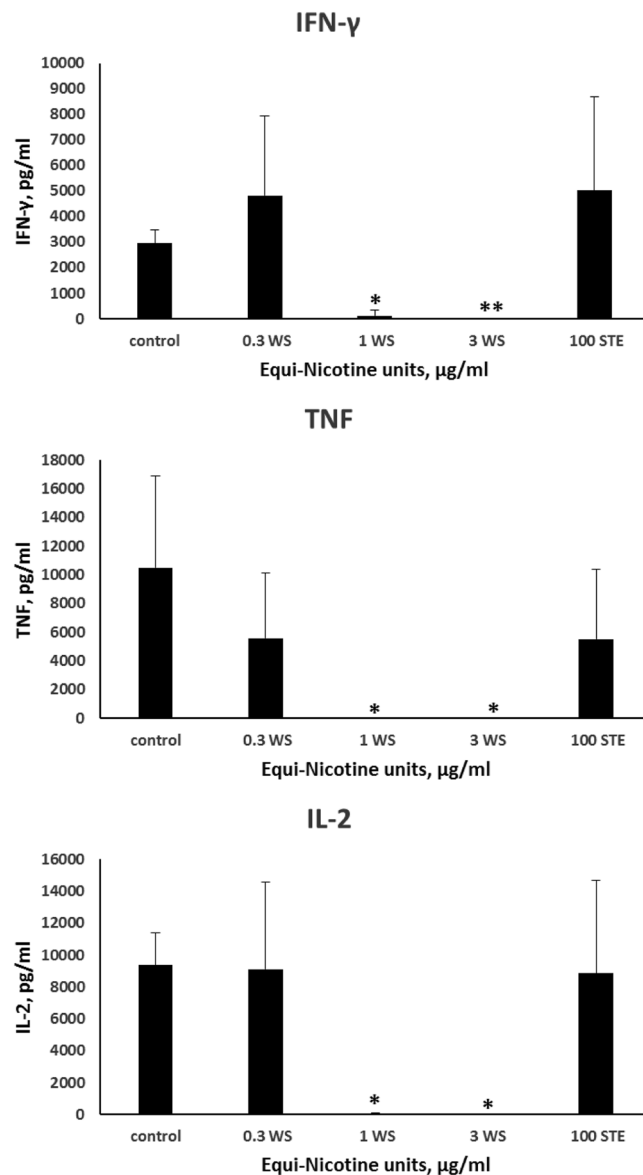 IFN-γ
10000
9000
8000
7000
6000
5000
4000
3000
2000
1000
0
IFN-γ, pg/ml
*
**
control 0.3 WS 1 WS 3 WS 100 STE
Equi-Nicotine units, µg/ml
TNF
18000
16000
14000
12000
10000
8000
6000
4000
2000
0
TNF, pg/ml
* *
control 0.3 WS 1 WS 3 WS 100 STE
Equi-Nicotine units, µg/ml
IL-2
16000
14000
12000
10000
8000
6000
4000
2000
0
IL-2, pg/ml
* *
control 0.3 WS 1 WS 3 WS 100 STE
Equi-Nicotine units, µg/ml